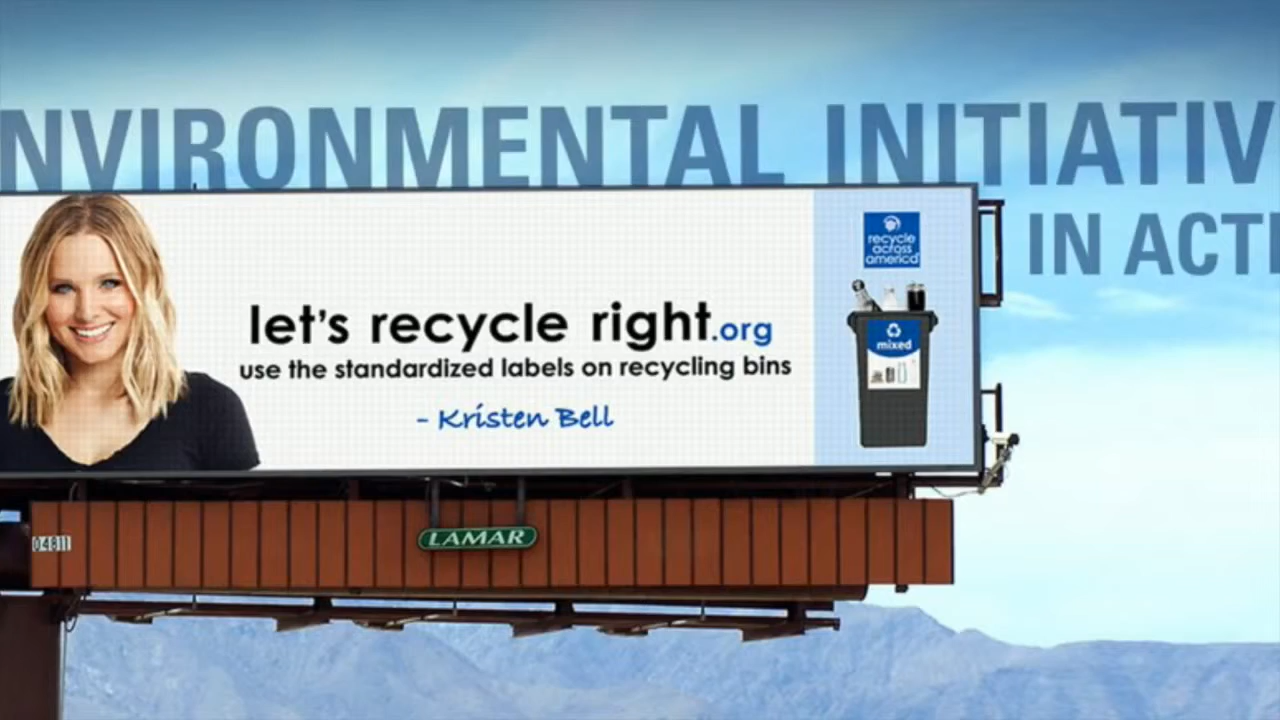 NVIRONMENTAL INITIATIV
IN ACTI
recycle
across
america
let's recycle right.org
use the standardized labels on recycling bins
- Kristen Bell
mixed
LAMAR
04811